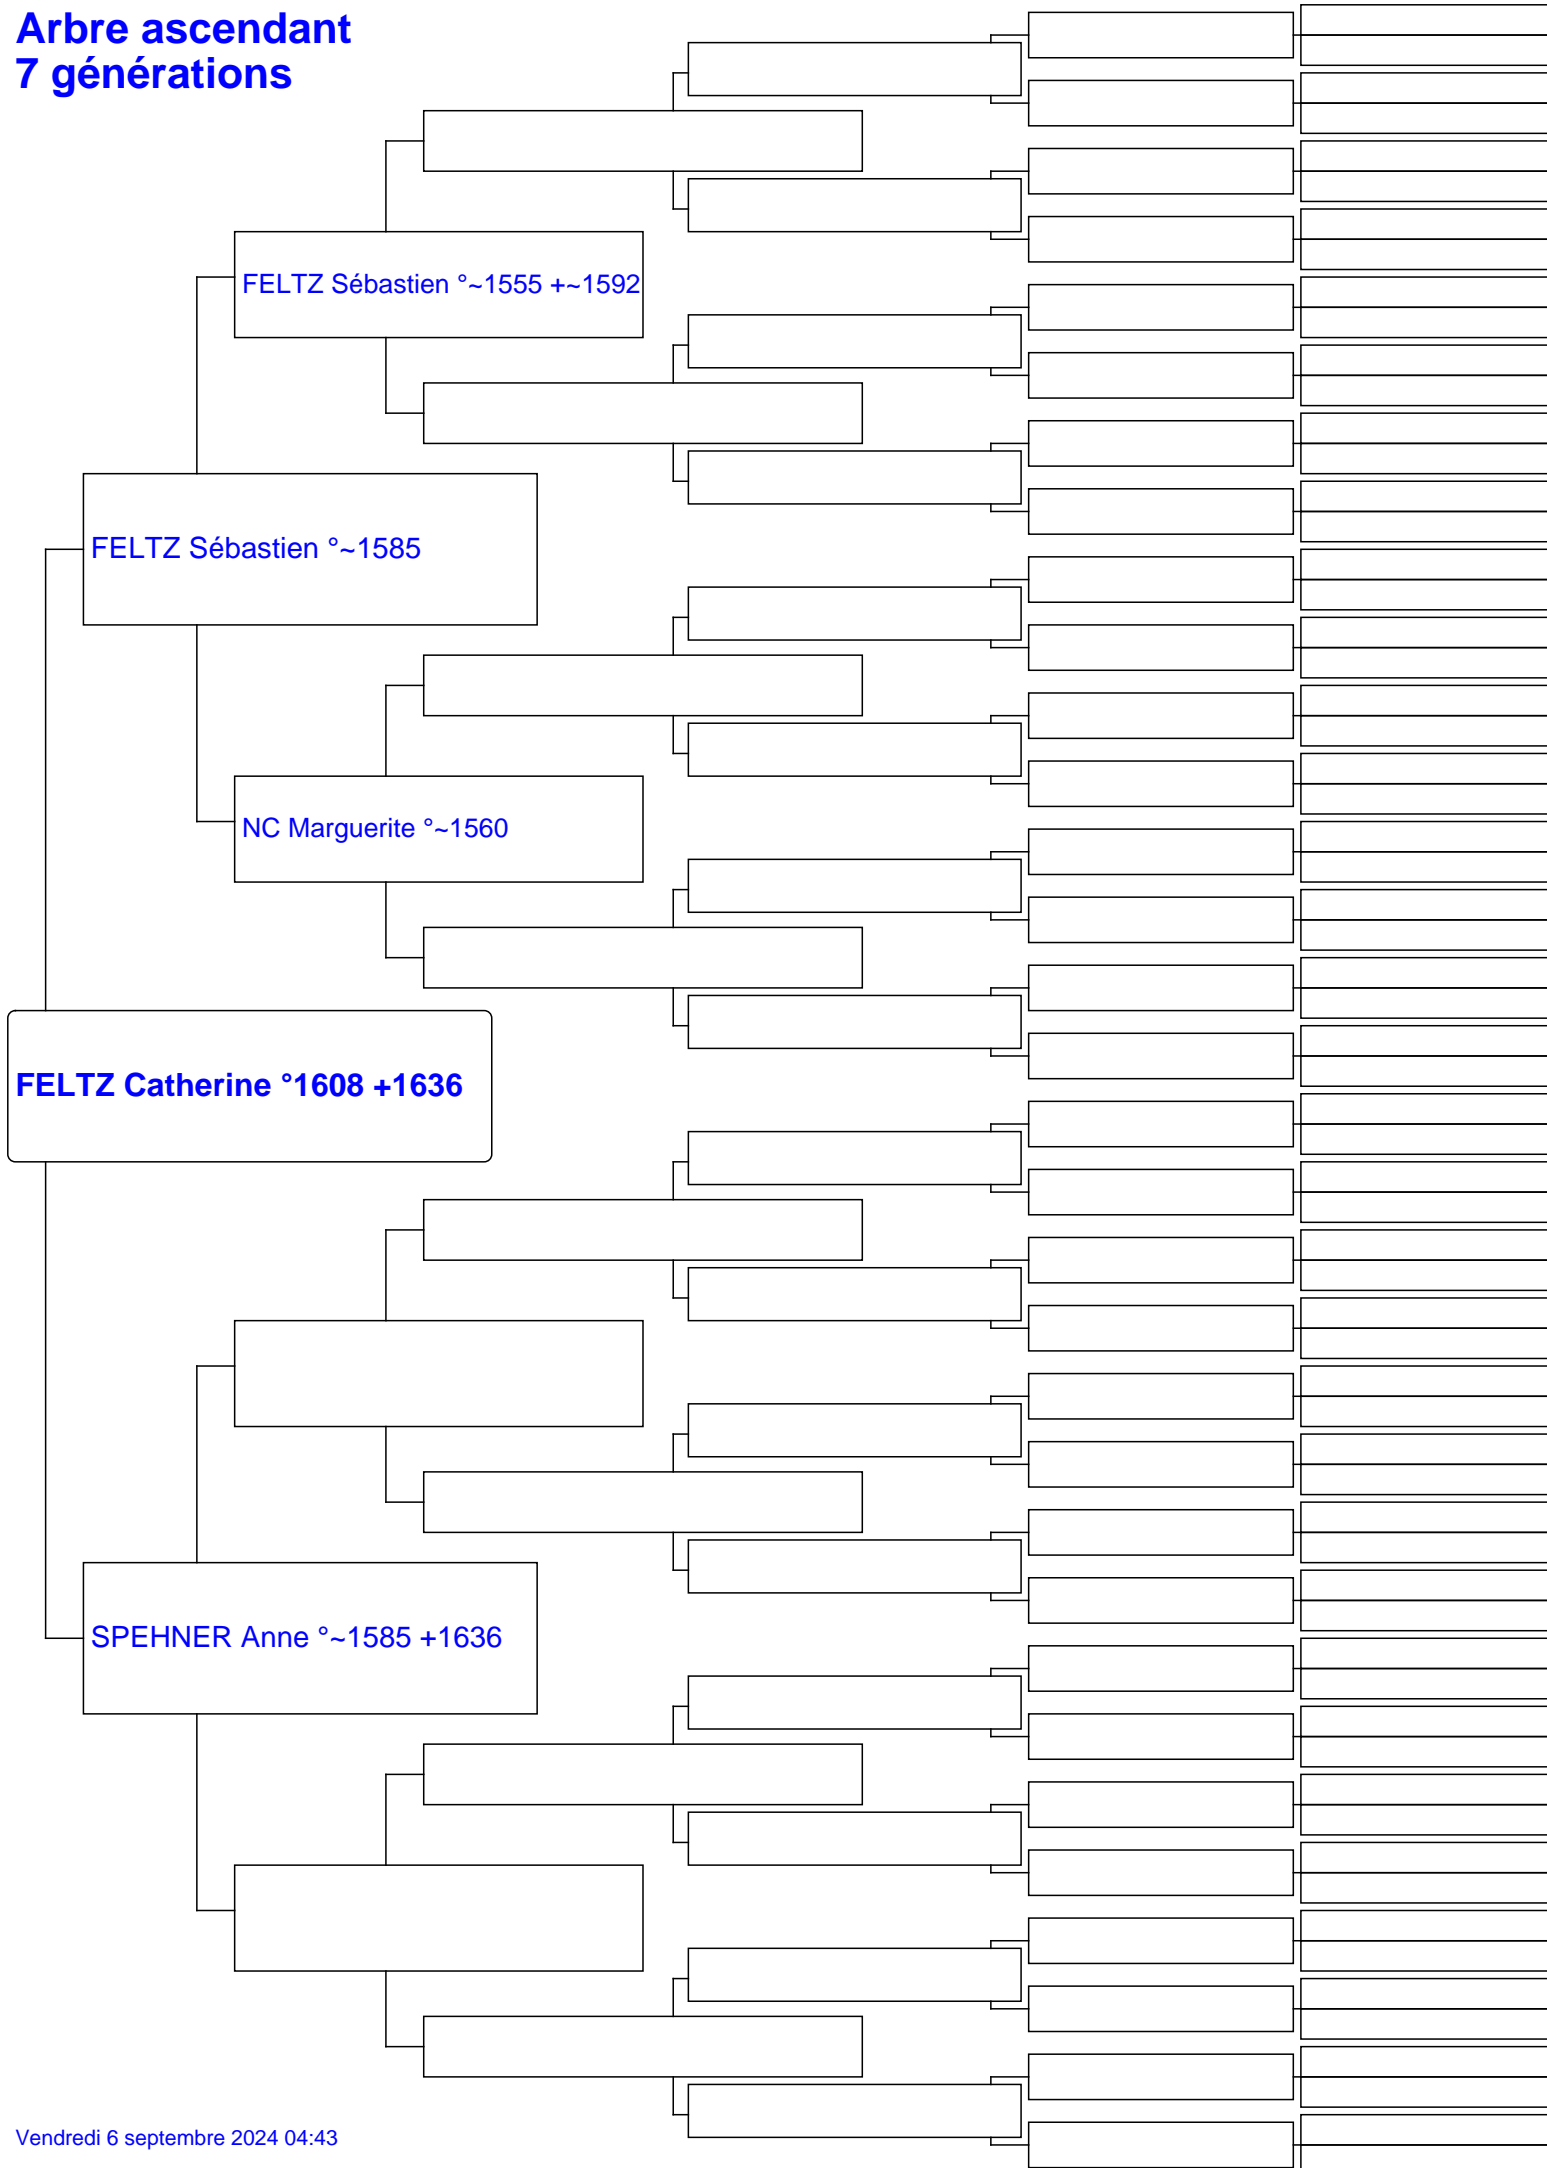 Arbre ascendant
7 générations
FELTZ Sébastien °~1555 +~1592
FELTZ Sébastien °~1585
NC Marguerite °~1560
FELTZ Catherine °1608 +1636
SPEHNER Anne °~1585 +1636
Vendredi 6 septembre 2024 04:43